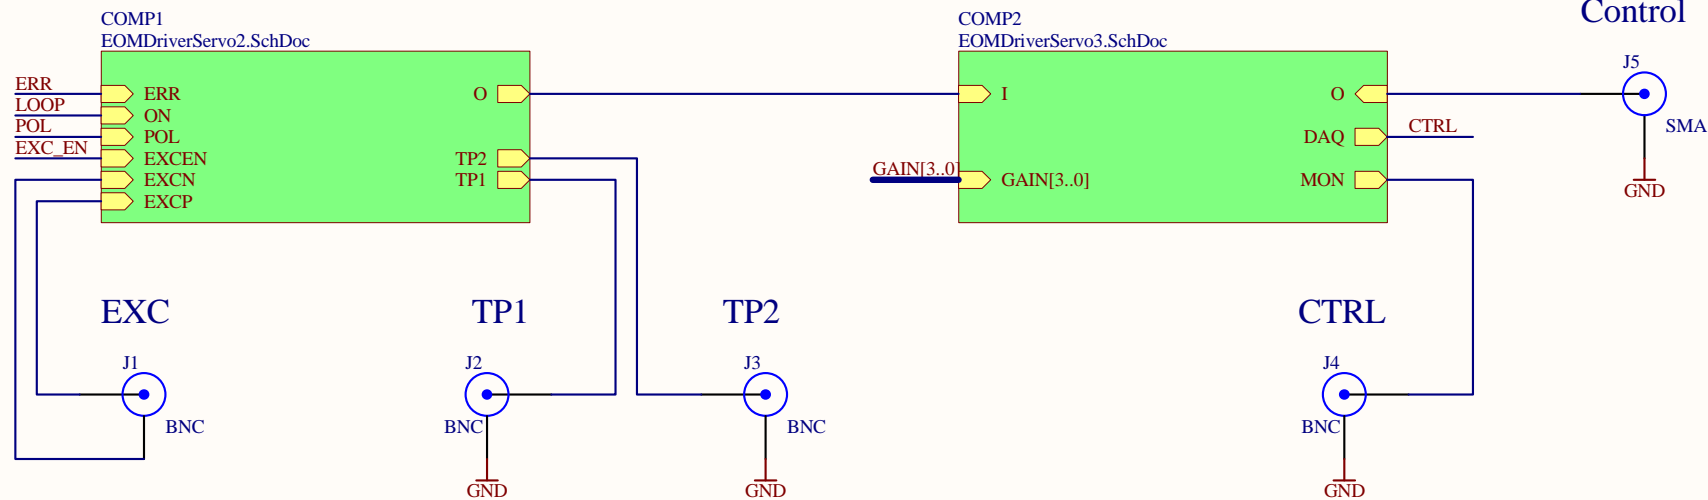 Control
COMP1
EOMDriverServo2.SchDoc
COMP2
EOMDriverServo3.SchDoc
J5
SMA
GND
ERR
LOOP
POL
EXC_EN
ERR
ON
POL
EXCEN
EXCN
EXCP
O
TP2
TP1
GAIN[3..0]
I
GAIN[3..0]
O
DAQ
MON
CTRL
EXC
TP1
TP2
CTRL
J1
BNC
J2
BNC
GND
J3
BNC
GND
J4
BNC
GND